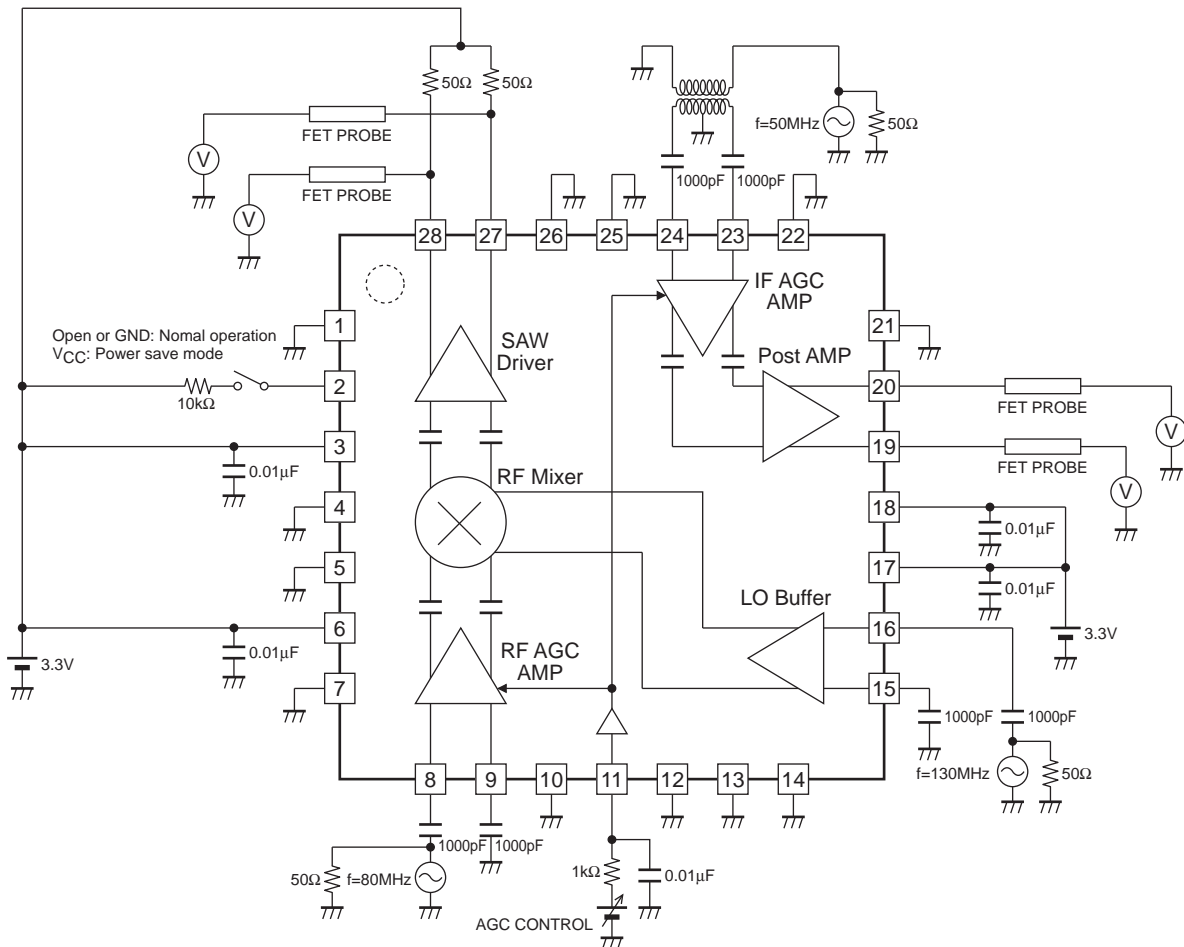 50Ω
50Ω
FET PROBE
V
FET PROBE
V
1000pF
1000pF
f=50MHz
50Ω
28
27
26
25
24
23
22
IF AGC
AMP
SAW
Driver
Post AMP
Open or GND: Nomal operation
VCC: Power save mode
10kΩ
1
2
3
4
5
6
7
0.01µF
0.01µF
3.3V
RF Mixer
RF AGC
AMP
LO Buffer
21
20
19
18
17
16
15
FET PROBE
V
FET PROBE
V
0.01µF
0.01µF
3.3V
1000pF
1000pF
f=130MHz
50Ω
8
9
10
11
12
13
14
1000pF
1000pF
50Ω
f=80MHz
1kΩ
0.01µF
AGC CONTROL